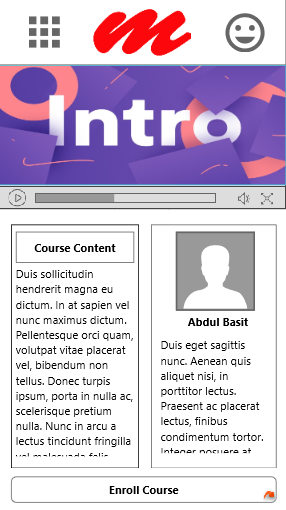 Intro
Course Content
Duis sollicitudin
hendrerit magna eu
dictum. In at sapien vel
nunc maximus dictum.
Pellentesque orci quam,
volutpat vitae placerat
vel, bibendum non
tellus. Donec turpis
ipsum, porta in nulla ac,
scelerisque pretium
nulla. Nunc in arcu a
lectus tincidunt fringilla
vel malesuada felis.
Abdul Basit
Duis eget sagittis
nunc. Aenean quis
aliquet nisi, in
porttitor lectus.
Praesent ac placerat
lectus, finibus
condimentum tortor.
Integer posuere at
Enroll Course